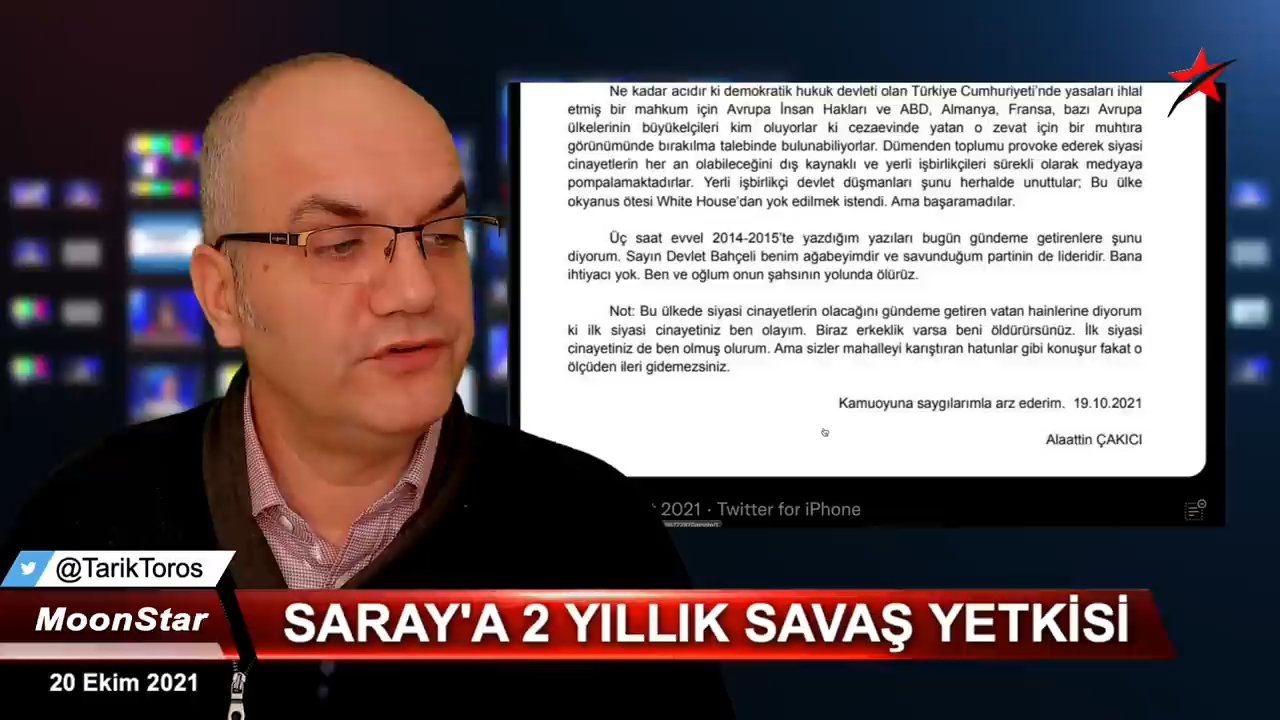 Ne kadar acıdır ki demokratik hukuk devleti olan Türkiye Cumhuriyeti'nde yasaları ihlal
etmiş bir mahkum için Avrupa İnsan Hakları ve ABD, Almanya, Fransa, bazı Avrupa
ülkelerinin büyükelçileri kim oluyorlar ki cezaevinde yatan o zevat için bir muhtıra
görünümünde bırakılma talebinde bulunabiliyorlar. Dümenden toplumu provoke ederek siyasi
cinayetlerin her an olabileceğini dış kaynaklı ve yerli işbirlikçileri sürekli olarak medyaya
pompalamaktadırlar. Yerli işbirlikçi devlet düşmanları şunu herhalde unuttular; Bu ülke
okyanus ötesi White House'dan yok edilmek istendi. Ama başaramadılar.
Üç saat evvel 2014-2015'te yazdığım yazıları bugün gündeme getirenlere şunu
diyorum. Sayın Devlet Bahçeli benim ağabeyimdir ve savunduğum partinin de lideridir. Bana
ihtiyacı yok. Ben ve oğlum onun şahsının yolunda ölürüz.
Not: Bu ülkede siyasi cinayetlerin olacağını gündeme getiren vatan hainlerine diyorum
ki ilk siyasi cinayetiniz ben olayım. Biraz erkeklik varsa beni öldürürsünüz. İlk siyasi
cinayetiniz de ben olmuş olurum. Ama sizler mahalleyi karıştıran hatunlar gibi konuşur fakat o
ölçüden ileri gidemezsiniz.
Kamuoyuna saygılarımla arz ederim. 19.10.2021
Alaattin ÇAKICI
2021 · Twitter for iPhone
@TarikToros
MoonStar
SARAY'A 2 YILLIK SAVAŞ YETKİSİ
20 Ekim 2021